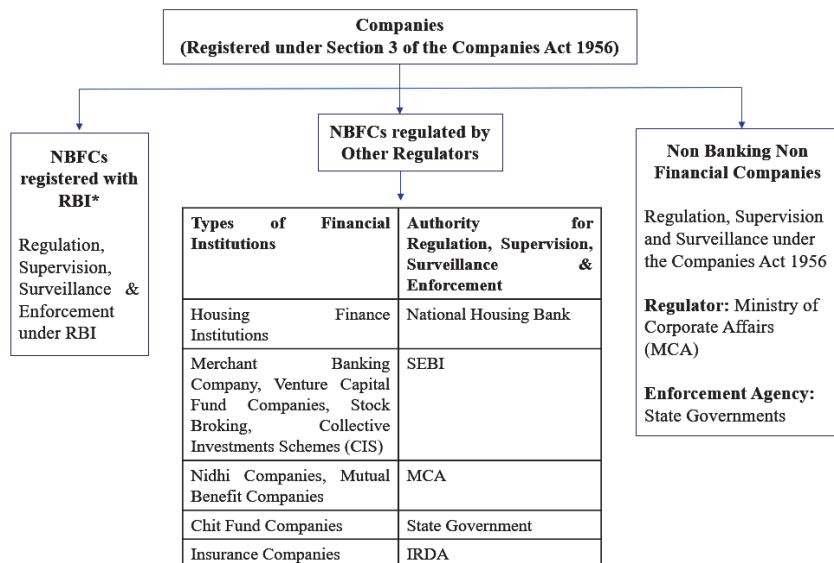 Companies
(Registered under Section 3 of the Companies Act 1956)
NBFCs
registered with
RBI*
Regulation,
Supervision,
Surveillance &
Enforcement
under RBI
NBFCs regulated by
Other Regulators
Types of Financial
Institutions
Authority for
Regulation, Supervision,
Surveillance &
Enforcement
Housing Finance
Institutions
National Housing Bank
Merchant Banking
Company, Venture Capital
Fund Companies, Stock
Broking, Collective
Investments Schemes (CIS)
SEBI
Nidhi Companies, Mutual
Benefit Companies
MCA
Chit Fund Companies
State Government
Insurance Companies
IRDA
Non Banking Non
Financial Companies
Regulation, Supervision
and Surveillance under
the Companies Act 1956
Regulator: Ministry of
Corporate Affairs
(MCA)
Enforcement Agency:
State Governments